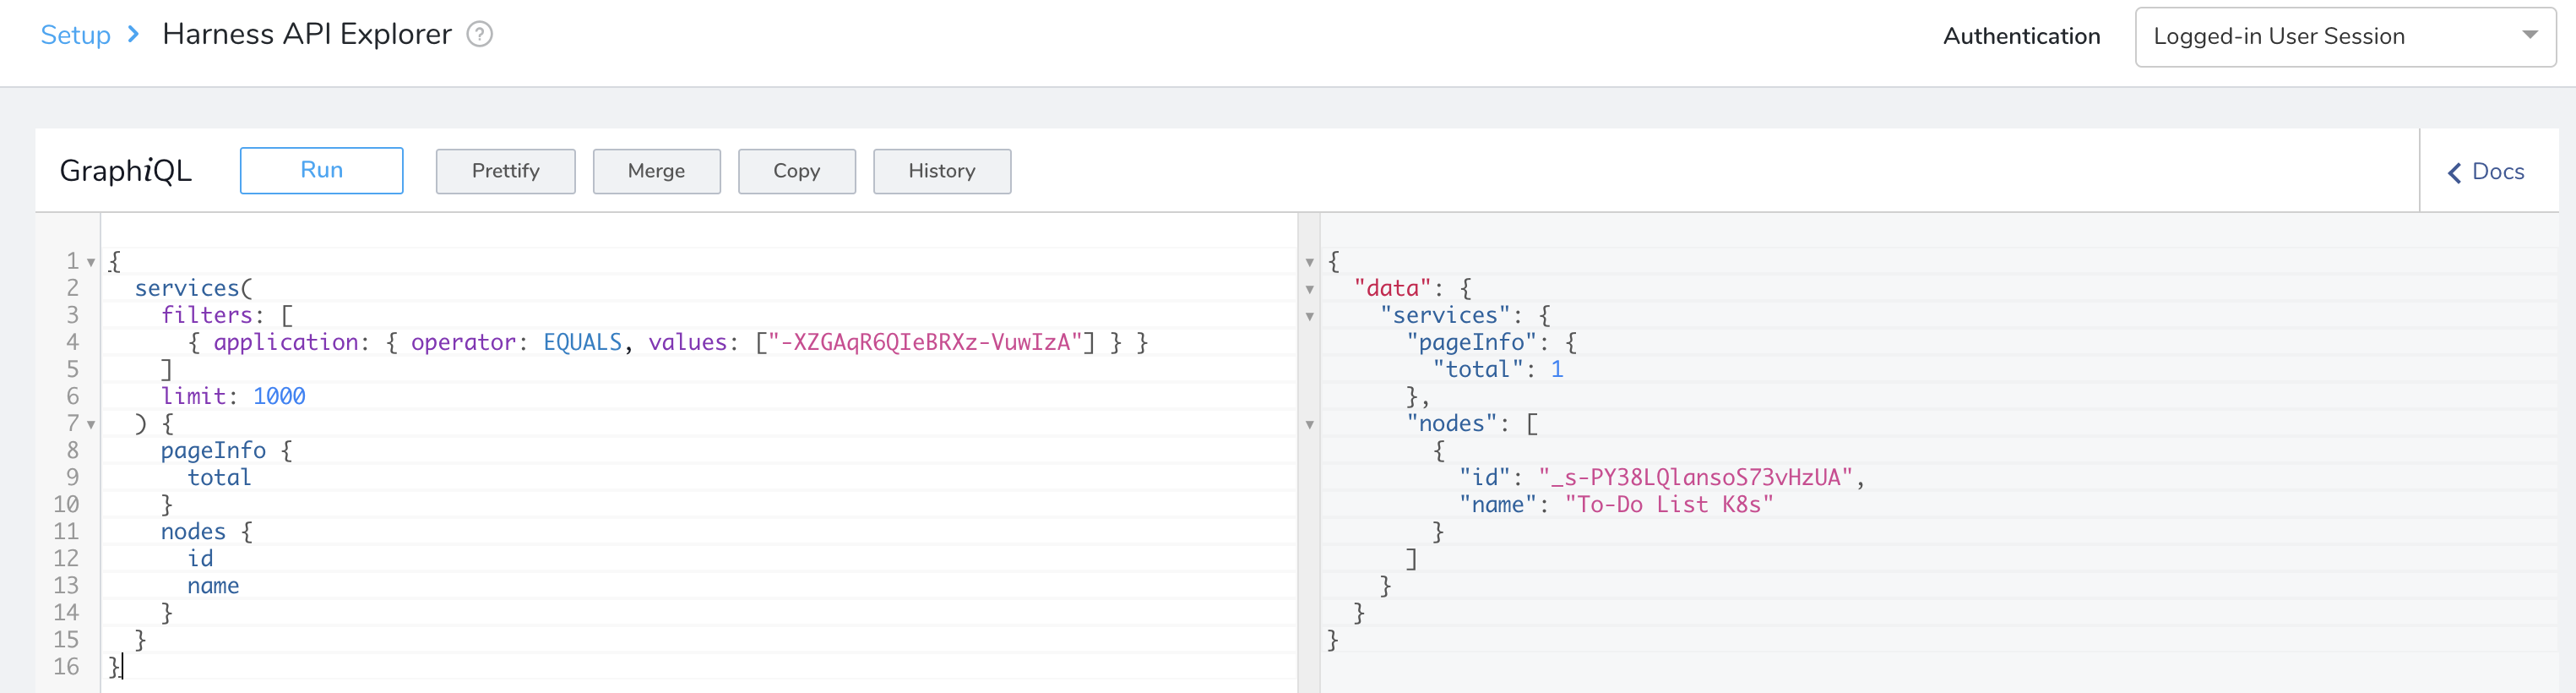 Setup > Harness API Explorer ?
Authentication Logged-in User Session
GraphiQL Run Prettify Merge Copy History < Docs
1 {
2 services(
3 filters: [
4 { application: { operator: EQUALS, values: ["-XZGAqR6QIeBRXz-VuwIzA"] } }
5 ]
6 limit: 1000
7 ) {
8 pageInfo {
9 total
10 }
11 nodes {
12 id
13 name
14 }
15 }
16 }
{
"data": {
"services": {
"pageInfo": {
"total": 1
},
"nodes": [
{
"id": "_s-PY38LQlansoS73vHzUA",
"name": "To-Do List K8s"
}
]
}
}
}